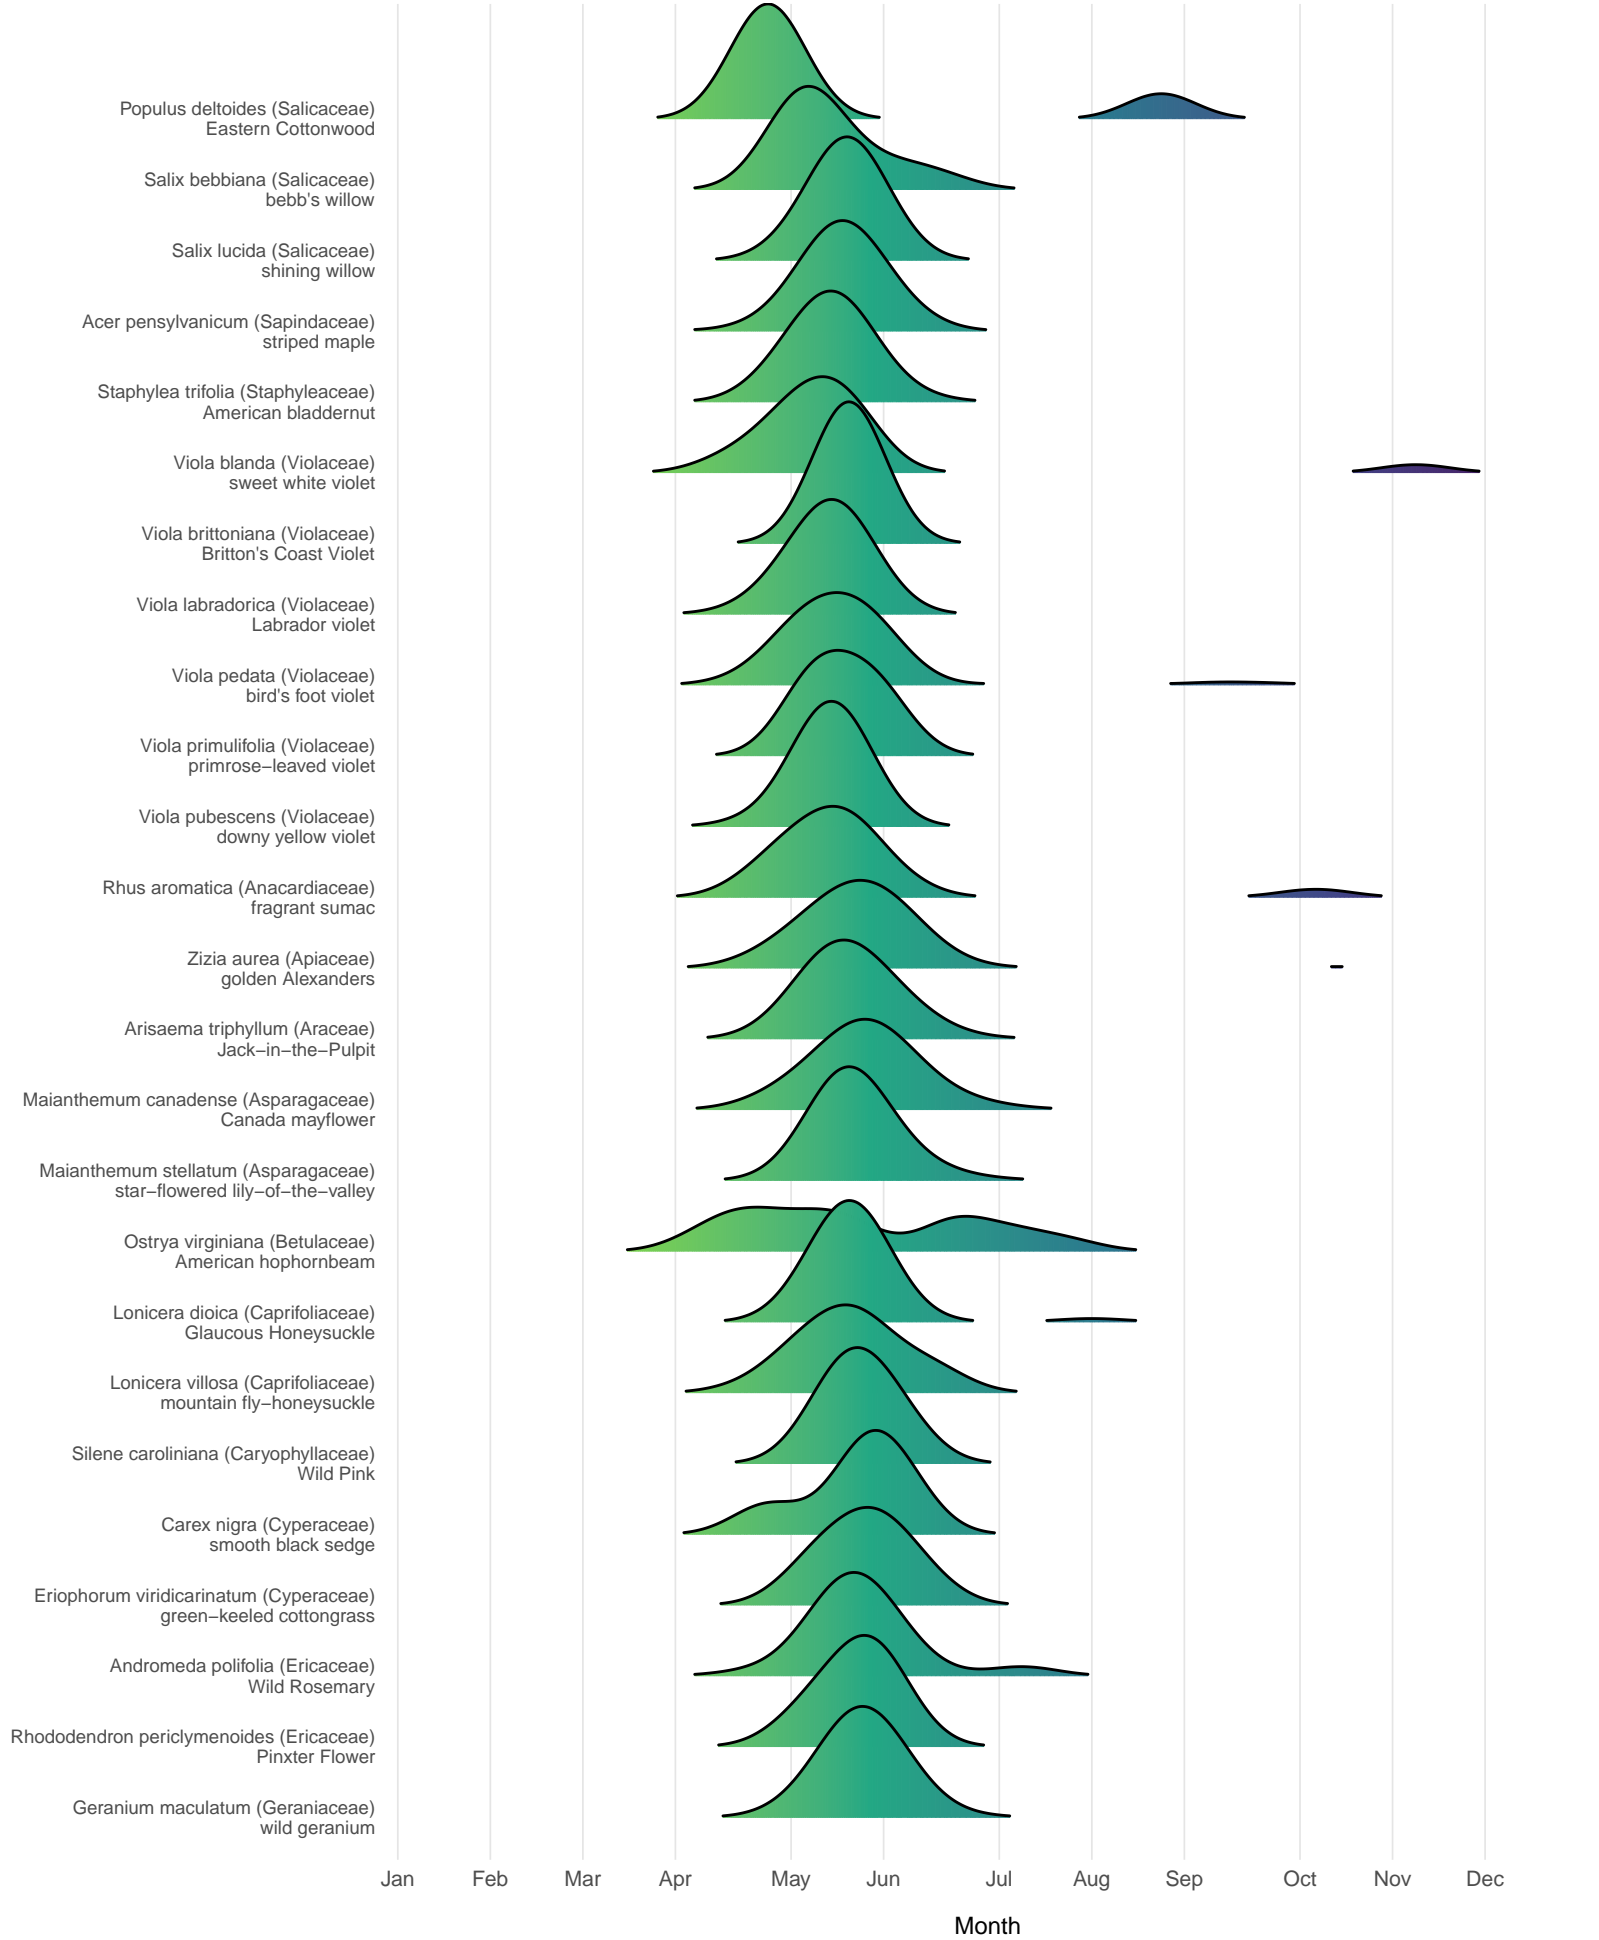 Populus deltoides (Salicaceae)
Eastern Cottonwood
Salix bebbiana (Salicaceae)
bebb's willow
Salix lucida (Salicaceae)
shining willow
Acer pensylvanicum (Sapindaceae)
striped maple
Staphylea trifolia (Staphyleaceae)
American bladdernut
Viola blanda (Violaceae)
sweet white violet
Viola brittoniana (Violaceae)
Britton's Coast Violet
Viola labradorica (Violaceae)
Labrador violet
Viola pedata (Violaceae)
bird's foot violet
Viola primulifolia (Violaceae)
primrose−leaved violet
Viola pubescens (Violaceae)
downy yellow violet
Rhus aromatica (Anacardiaceae)
fragrant sumac
Zizia aurea (Apiaceae)
golden Alexanders
Arisaema triphyllum (Araceae)
Jack−in−the−Pulpit
Maianthemum canadense (Asparagaceae)
Canada mayflower
Maianthemum stellatum (Asparagaceae)
star−flowered lily−of−the−valley
Ostrya virginiana (Betulaceae)
American hophornbeam
Lonicera dioica (Caprifoliaceae)
Glaucous Honeysuckle
Lonicera villosa (Caprifoliaceae)
mountain fly−honeysuckle
Silene caroliniana (Caryophyllaceae)
Wild Pink
Carex nigra (Cyperaceae)
smooth black sedge
Eriophorum viridicarinatum (Cyperaceae)
green−keeled cottongrass
Andromeda polifolia (Ericaceae)
Wild Rosemary
Rhododendron periclymenoides (Ericaceae)
Pinxter Flower
Geranium maculatum (Geraniaceae)
wild geranium
Jan Feb Mar Apr May Jun Jul Aug Sep Oct Nov Dec
Month